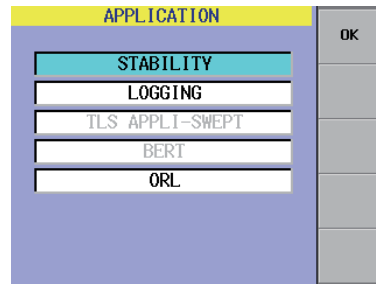 APPLICATION
OK
STABILITY
LOGGING
TLS APPLI-SWEPT
BERT
ORL